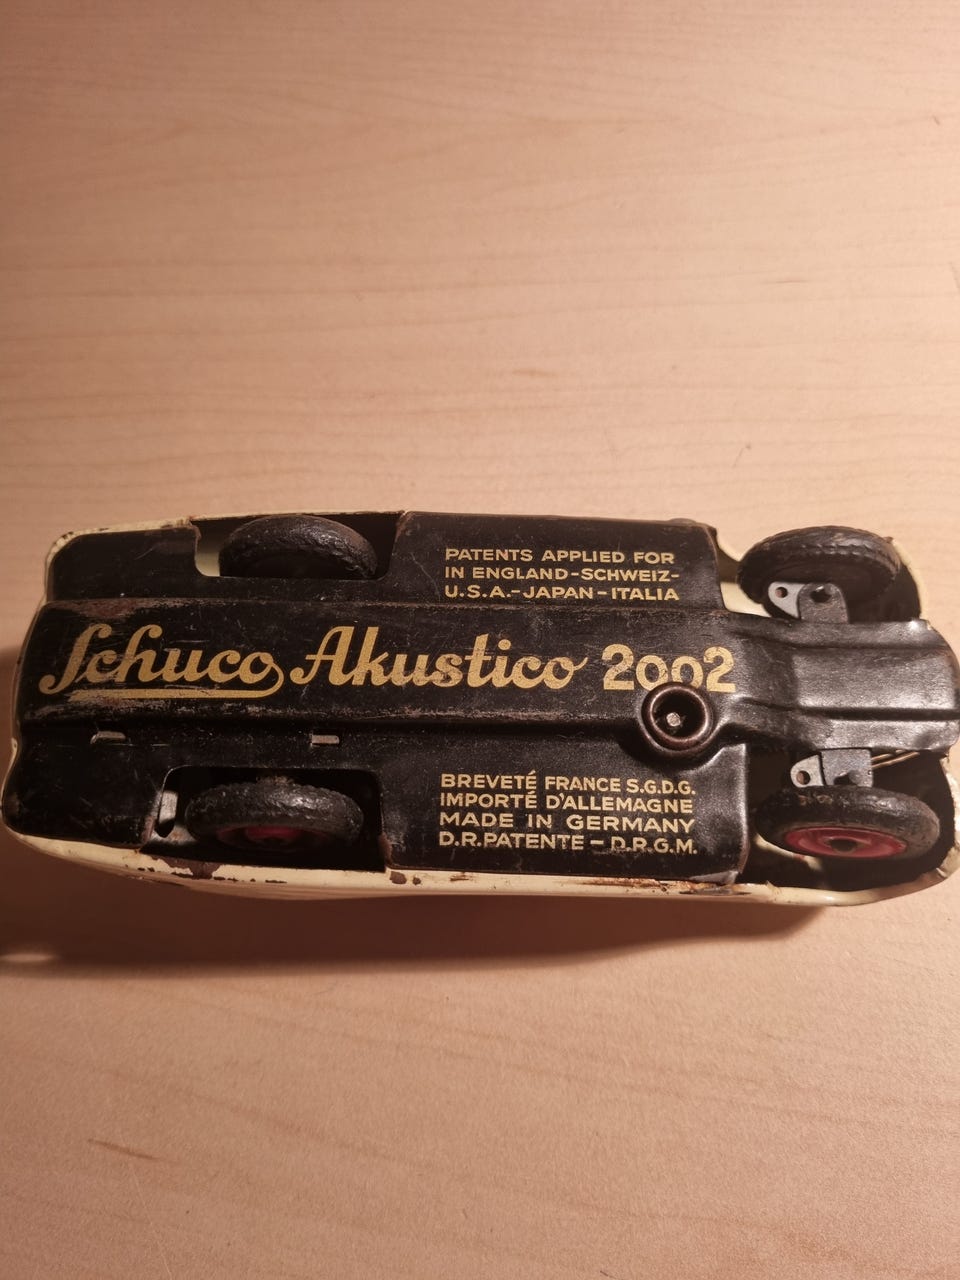 PATENTS APPLIED FOR
IN ENGLAND-SCHWEIZ-
U.S.A.-JAPAN-ITALIA
Schuco Akustico 2002
BREVETÉ FRANCE S.G.D.G.
IMPORTÉ D'ALLEMAGNE
MADE IN GERMANY
D.R.PATENTE-D.R.G.M.